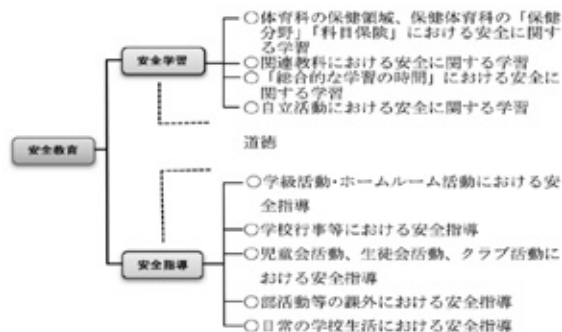 ○体育科の保健領域、保健体育科の「保健
分野」「科目保険」における安全に関す
る学習
安全学習
○関連教科における安全に関する学習
○「総合的な学習の時間」における安全に
関する学習
○自立活動における安全に関する学習
道徳
安全教育
○学級活動・ホームルーム活動における安
全指導
○学校行事等における安全指導
○児童会活動、生徒会活動、クラブ活動に
おける安全指導
安全指導
○部活動等の課外における安全指導
○日常の学校生活における安全指導